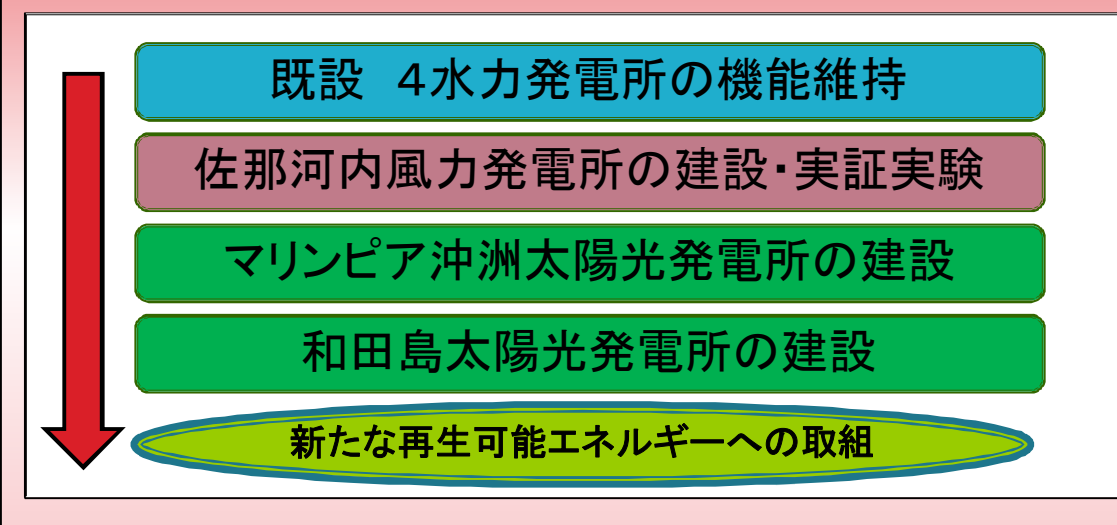 既設　４水力発電所の機能維持
佐那河内風力発電所の建設・実証実験
マリンピア沖洲太陽光発電所の建設
和田島太陽光発電所の建設
新たな再生可能エネルギーへの取組